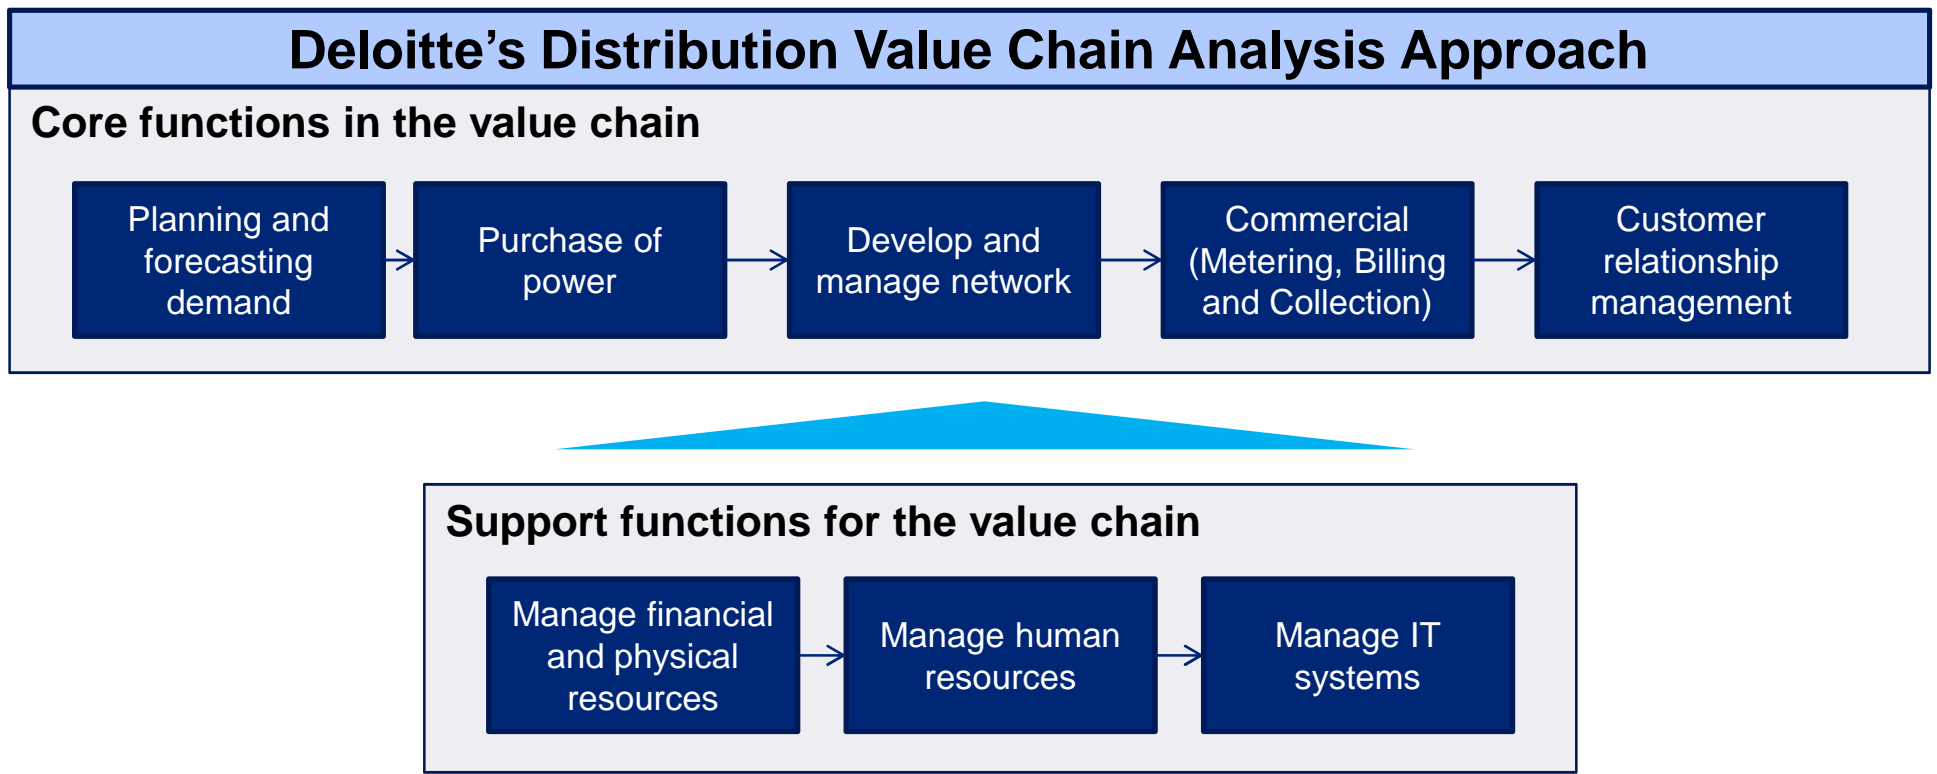 Deloitte’s Distribution Value Chain Analysis Approach
Core functions in the value chain
Planning and
forecasting
demand
Purchase of
power
Develop and
manage network
Commercial
(Metering, Billing
and Collection)
Customer
relationship
management
Support functions for the value chain
Manage financial
and physical
resources
Manage human
resources
Manage IT
systems